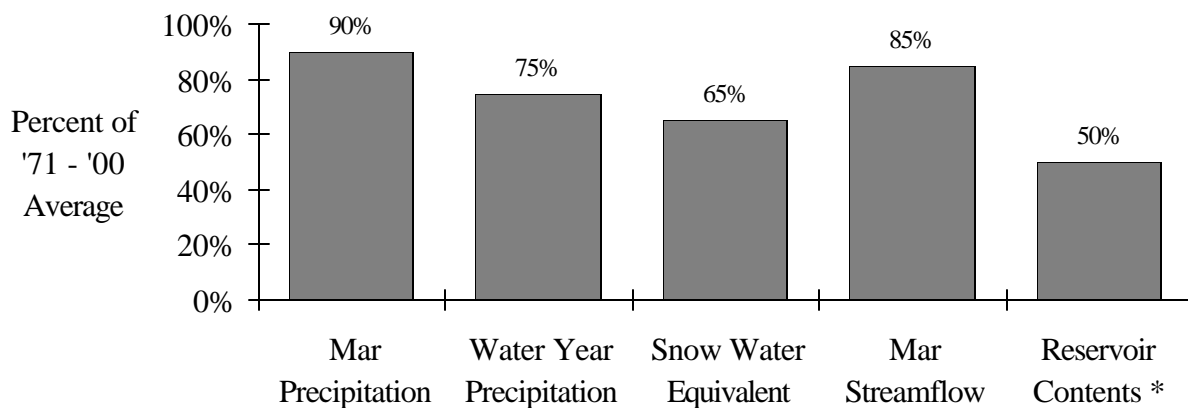 100%
80%
60%
40%
20%
0%
Percent of
'71 - '00
Average
90%
75%
65%
85%
50%
Mar
Precipitation
Water Year
Precipitation
Snow Water
Equivalent
Mar
Streamflow
Reservoir
Contents *